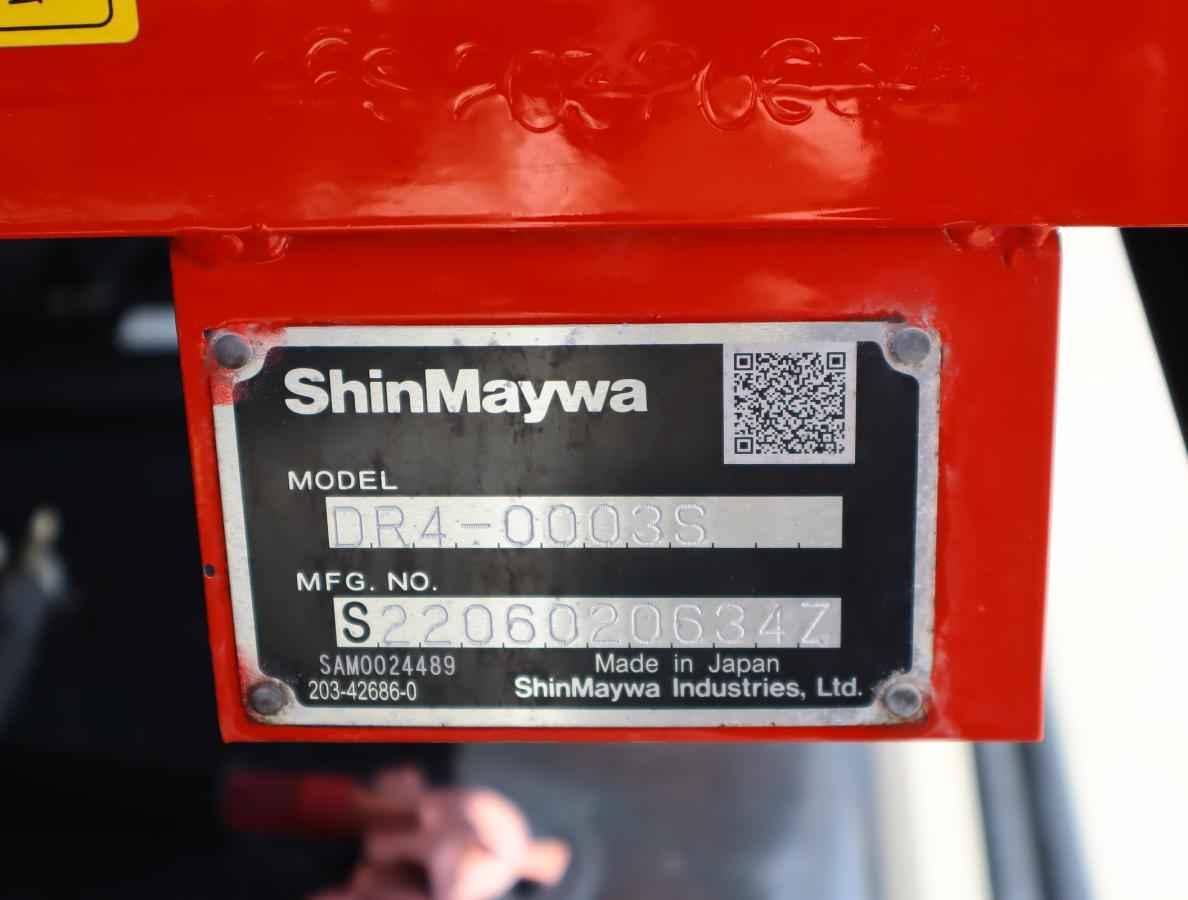 ShinMaywa
MODEL
DR4-0003S
MFG. NO.
S2206020634Z
SAM0024489
Made in Japan
203-42686-0
ShinMaywa Industries, Ltd.